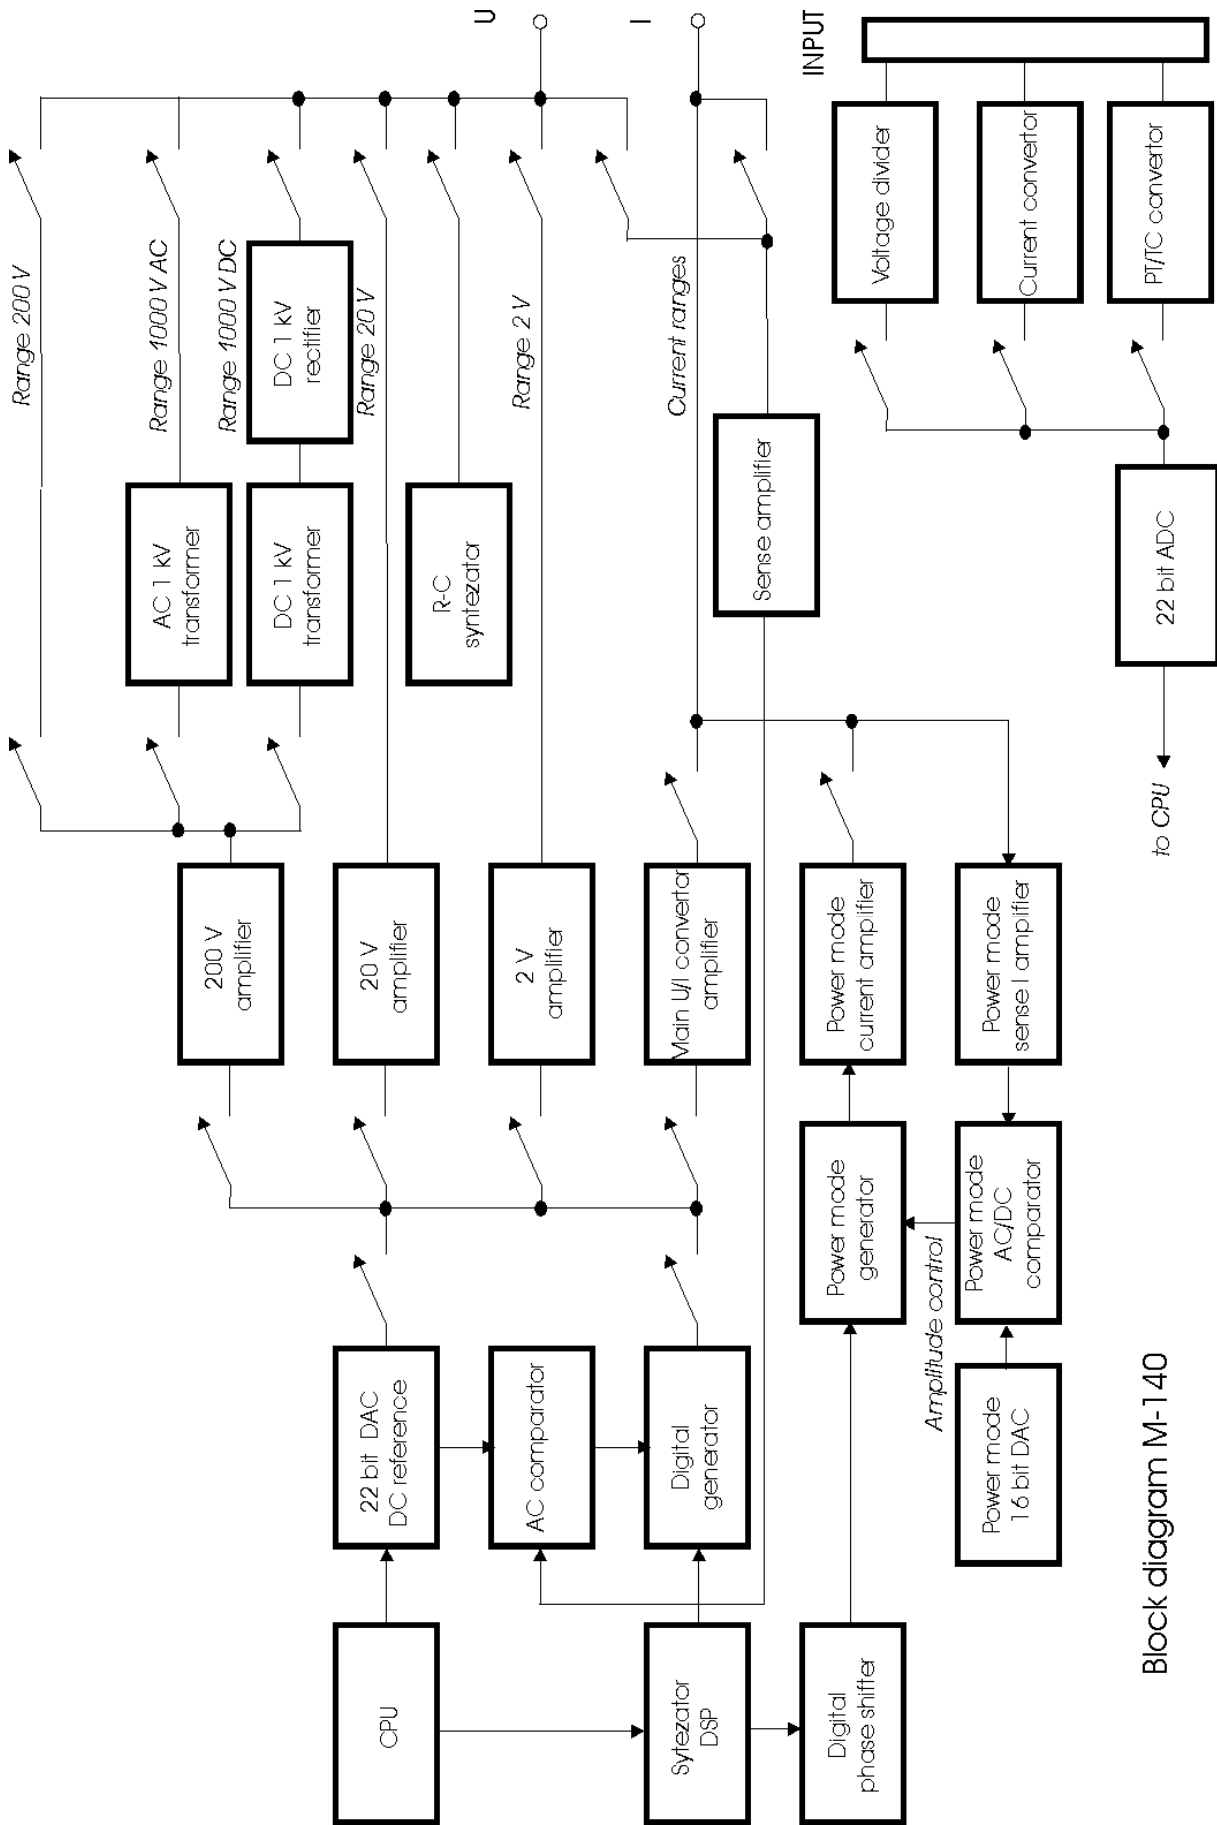 U
I
INPUT
Range 200 V
Range 1000 V AC
Range 1000 V DC
Range 20 V
Range 2 V
Current ranges
AC 1 kV
transformer
DC 1 kV
transformer
DC 1 kV
rectifier
R-C
syntezator
Sense amplifier
Voltage divider
Current convertor
PT/TC convertor
22 bit ADC
to CPU
200 V
amplifier
20 V
amplifier
2 V
amplifier
Main U/I convertor
amplifier
Power mode
current amplifier
Power mode
sense I amplifier
Power mode
generator
Power mode
AC/DC
comparator
Amplitude control
22 bit DAC
DC reference
AC comparator
Digital
generator
Power mode
16 bit DAC
CPU
Sytezator
DSP
Digital
phase shifter
Block diagram M-140